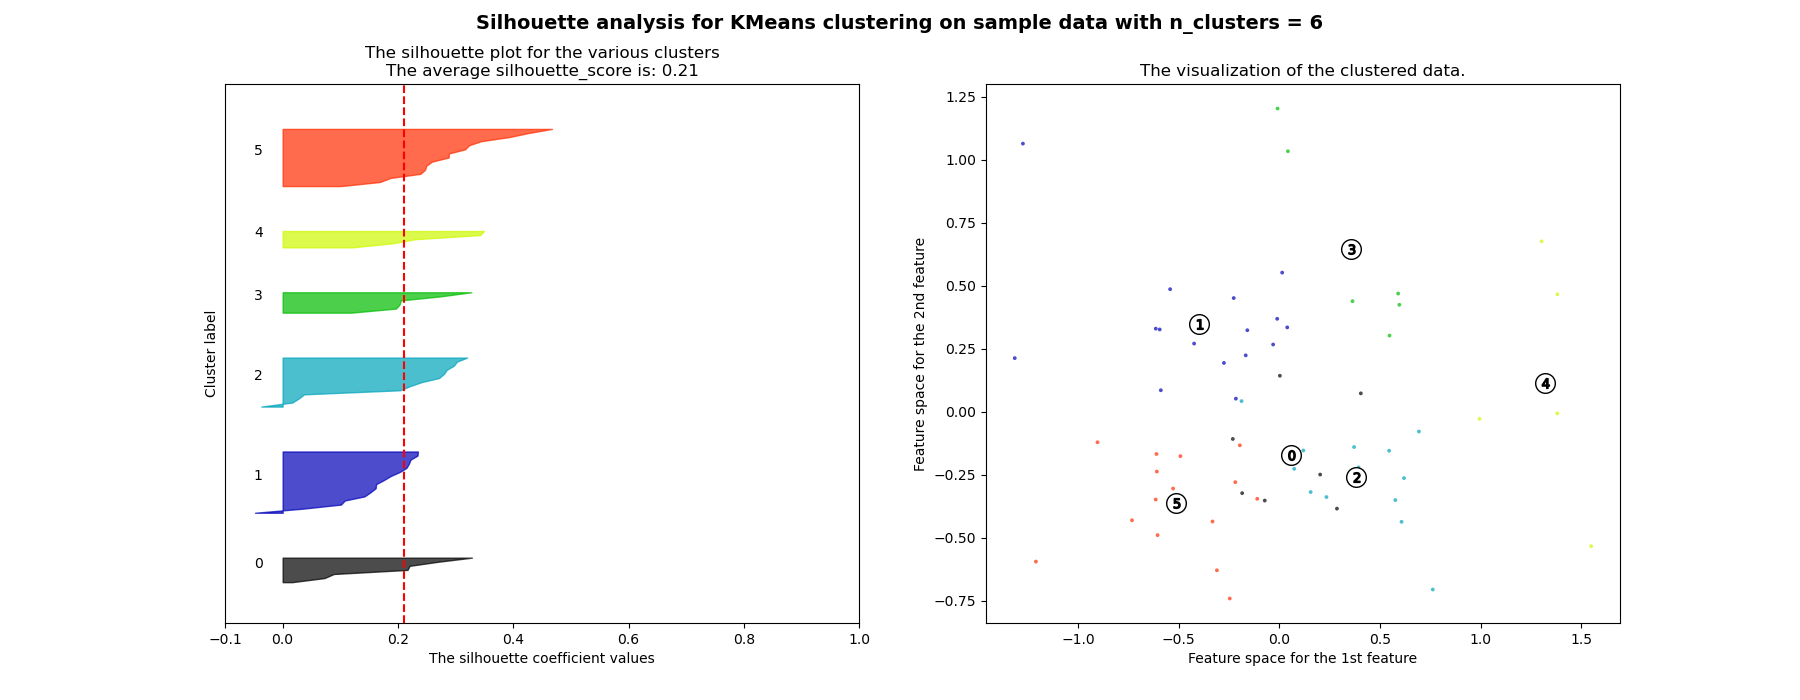 Silhouette analysis for KMeans clustering on sample data with n_clusters = 6
The silhouette plot for the various clusters
The average silhouette_score is: 0.21
5
4
3
2
1
0
Cluster label
−0.1 0.0 0.2 0.4 0.6 0.8 1.0
The silhouette coefficient values
The visualization of the clustered data.
1.25
1.00
0.75
0.50
0.25
0.00
−0.25
−0.50
−0.75
Feature space for the 2nd feature
3
1
4
0
2
5
−1.0 −0.5 0.0 0.5 1.0 1.5
Feature space for the 1st feature